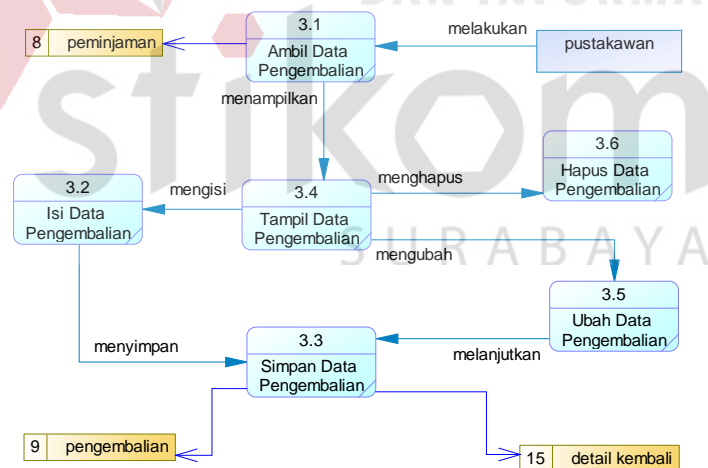 DAN INFORMA
3.1
Ambil Data
Pengembalian
melakukan
pustakawan
8 peminjaman
menampilkan
stikom
3.6
Hapus Data
Pengembalian
3.2
Isi Data
Pengembalian
mengisi
3.4
Tampil Data
Pengembalian
menghapus
SURABAYA
mengubah
3.5
Ubah Data
Pengembalian
3.3
Simpan Data
Pengembalian
menyimpan
melanjutkan
9 pengembalian
15 detail kembali